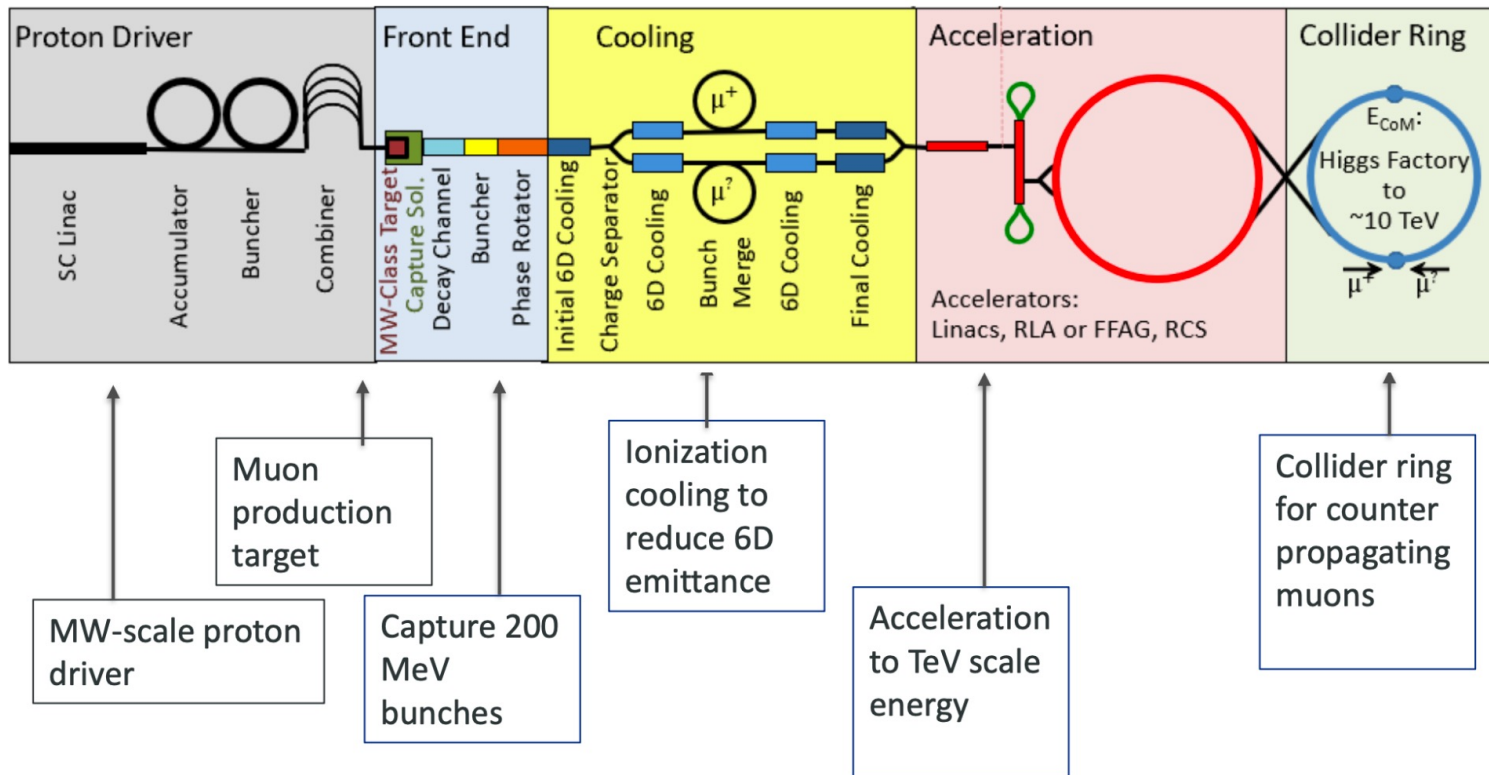 Proton Driver
Front End
Cooling
Acceleration
Collider Ring
SC Linac
Accumulator
Buncher
Combiner
MW-Class Target
Capture Sol.
Decay Channel
Buncher
Phase Rotator
Initial 6D Cooling
Charge Separator
μ+
μ?
6D Cooling
Bunch
Merge
6D Cooling
Final Cooling
Accelerators:
Linacs, RLA or FFAG, RCS
ECoM:
Higgs Factory
to
~10 TeV
μ+
μ?
MW-scale proton
driver
Muon
production
target
Capture 200
MeV
bunches
Ionization
cooling to
reduce 6D
emittance
Acceleration
to TeV scale
energy
Collider ring
for counter
propagating
muons